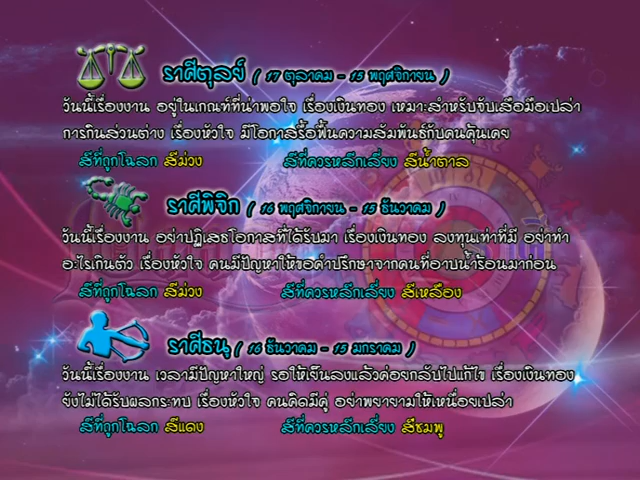 ราศีตุลย์ ( 17 ตุลาคม - 15 พฤศจิกายน )
วันนี้เรื่องงาน อยู่ในเกณฑ์ที่น่าพอใจ เรื่องเงินทอง เหมาะสำหรับจับเสือมือเปล่า
การกินส่วนต่าง เรื่องหัวใจ มีโอกาสรื้อฟื้นความสัมพันธ์กับคนคุ้นเคย
สีที่ถูกโฉลก สีม่วง สีที่ควรหลีกเลี่ยง สีน้ำตาล
ราศีพิจิก ( 16 พฤศจิกายน - 15 ธันวาคม )
วันนี้เรื่องงาน อย่าปฏิเสธโอกาสที่ได้รับมา เรื่องเงินทอง ลงทุนเท่าที่มี อย่าทำ
อะไรเกินตัว เรื่องหัวใจ คนมีปัญหาให้ขอคำปรึกษาจากคนที่อาบน้ำร้อนมาก่อน
สีที่ถูกโฉลก สีม่วง สีที่ควรหลีกเลี่ยง สีเหลือง
ราศีธนู ( 16 ธันวาคม - 15 มกราคม )
วันนี้เรื่องงาน เวลามีปัญหาใหญ่ รอให้เย็นลงแล้วค่อยกลับไปแก้ไข เรื่องเงินทอง
ยังไม่ได้รับผลกระทบ เรื่องหัวใจ คนคิดมีคู่ อย่าพยายามให้เหนื่อยเปล่า
สีที่ถูกโฉลก สีแดง สีที่ควรหลีกเลี่ยง สีชมพู